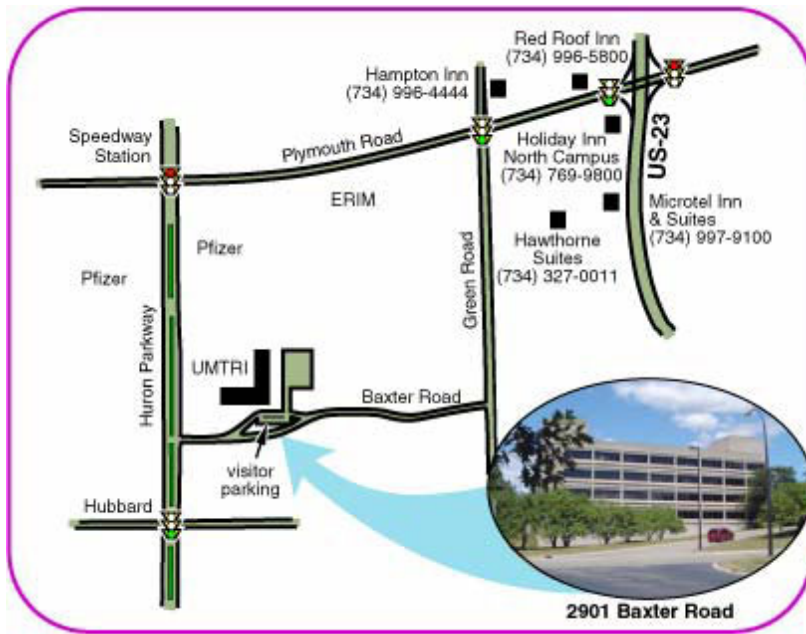 Red Roof Inn
(734) 996-5800
Hampton Inn
(734) 996-4444
Speedway
Station
Plymouth Road
Holiday Inn
North Campus
(734) 769-9800
US-23
ERIM
Microtel Inn
& Suites
(734) 997-9100
Hawthorne
Suites
(734) 327-0011
Pfizer
Pfizer
Green Road
Huron Parkway
UMTRI
Baxter Road
visitor
parking
Hubbard
2901 Baxter Road